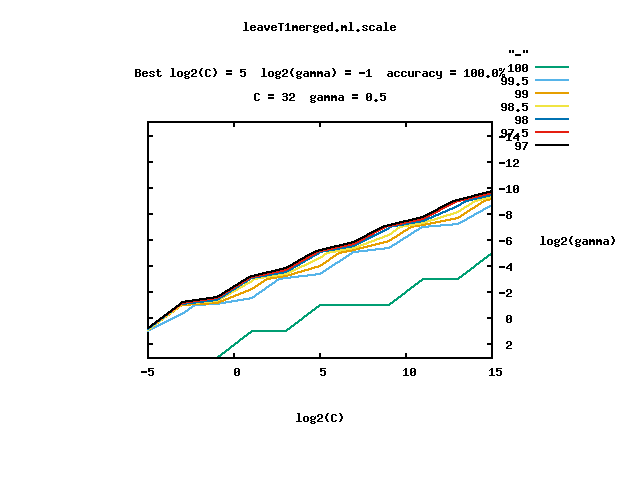 leaveT1merged.ml.scale
"-"
Best log2(C) = 5  log2(gamma) = -1  accuracy = 100.0%
100
99.5
C = 32  gamma = 0.5
99
98.5
98
97.5
-14
97
-12
-10
-8
-6
log2(gamma)
-4
-2
0
2
-5 0 5 10 15
log2(C)